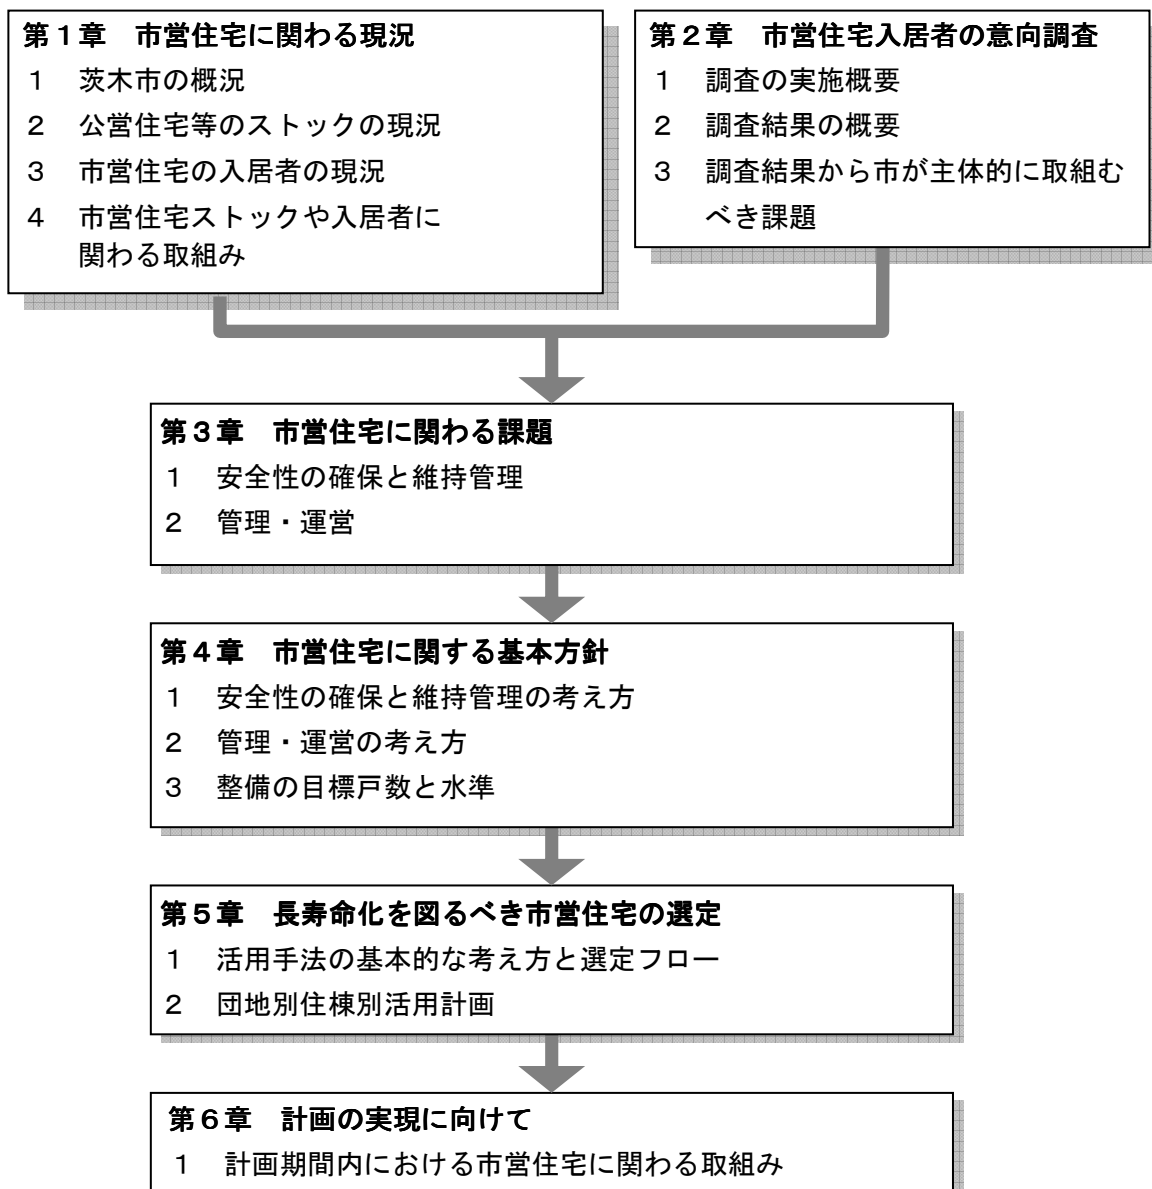 第１章　市営住宅に関わる現況
１　茨木市の概況
２　公営住宅等のストックの現況
３　市営住宅の入居者の現況
４　市営住宅ストックや入居者に
関わる取組み
第２章　市営住宅入居者の意向調査
１　調査の実施概要
２　調査結果の概要
３　調査結果から市が主体的に取組む
べき課題
第３章　市営住宅に関わる課題
１　安全性の確保と維持管理
２　管理・運営
第４章　市営住宅に関する基本方針
１　安全性の確保と維持管理の考え方
２　管理・運営の考え方
３　整備の目標戸数と水準
第５章　長寿命化を図るべき市営住宅の選定
１　活用手法の基本的な考え方と選定フロー
２　団地別住棟別活用計画
第６章　計画の実現に向けて
１　計画期間内における市営住宅に関わる取組み